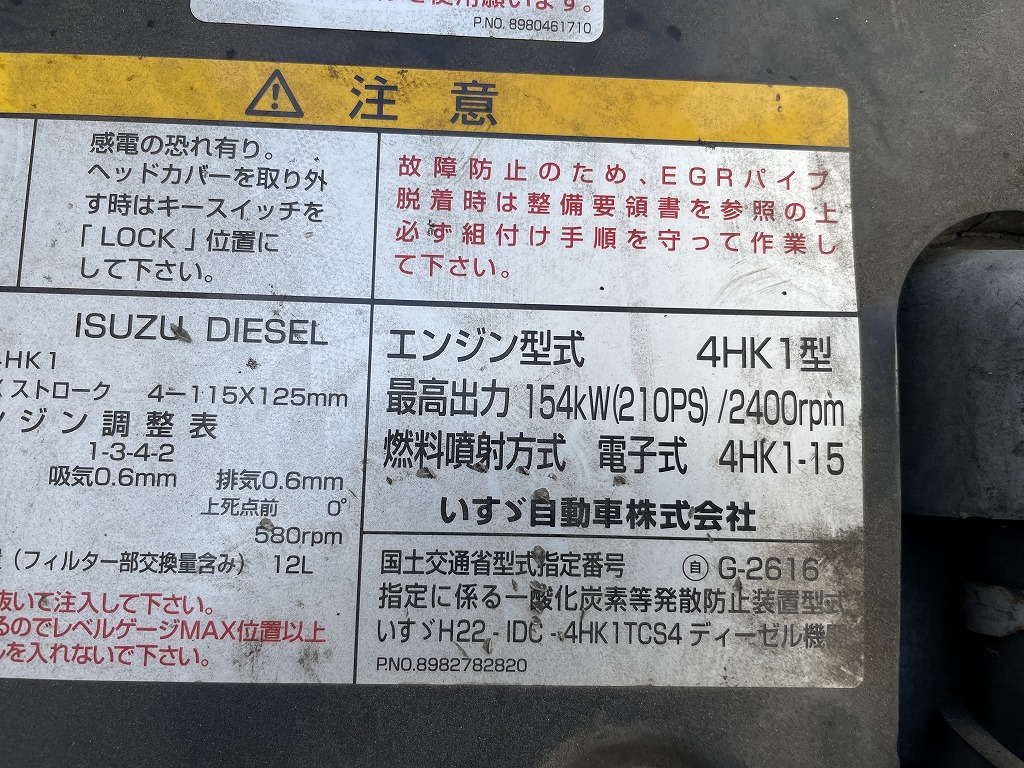 を使用願います。
P.NO. 8980461710
注 意
感電の恐れ有り。
ヘッドカバーを取り外
す時はキースイッチを
「 LOCK 」位置に
して下さい。
故障防止のため、EGRパイプ
脱着時は整備要領書を参照の上
必ず組付け手順を守って作業し
て下さい。
ISUZU DIESEL
4HK1
ストローク 4－115X125mm
ンジン調整表
1-3-4-2
吸気0.6mm 排気0.6mm
上死点前 0°
580rpm
(フィルター部交換量含み) 12L
抜いて注入して下さい。
るのでレベルゲージMAX位置以上
を入れないで下さい。
エンジン型式 4HK1型
最高出力 154kW(210PS)/2400rpm
燃料噴射方式 電子式 4HK1-15
いすゞ自動車株式会社
国土交通省型式指定番号 ㊀自 G-2616
指定に係る一酸化炭素等発散防止装置型式
いすゞH22 - IDC - 4HK1TCS4 ディーゼル機関
P.NO.8982782820